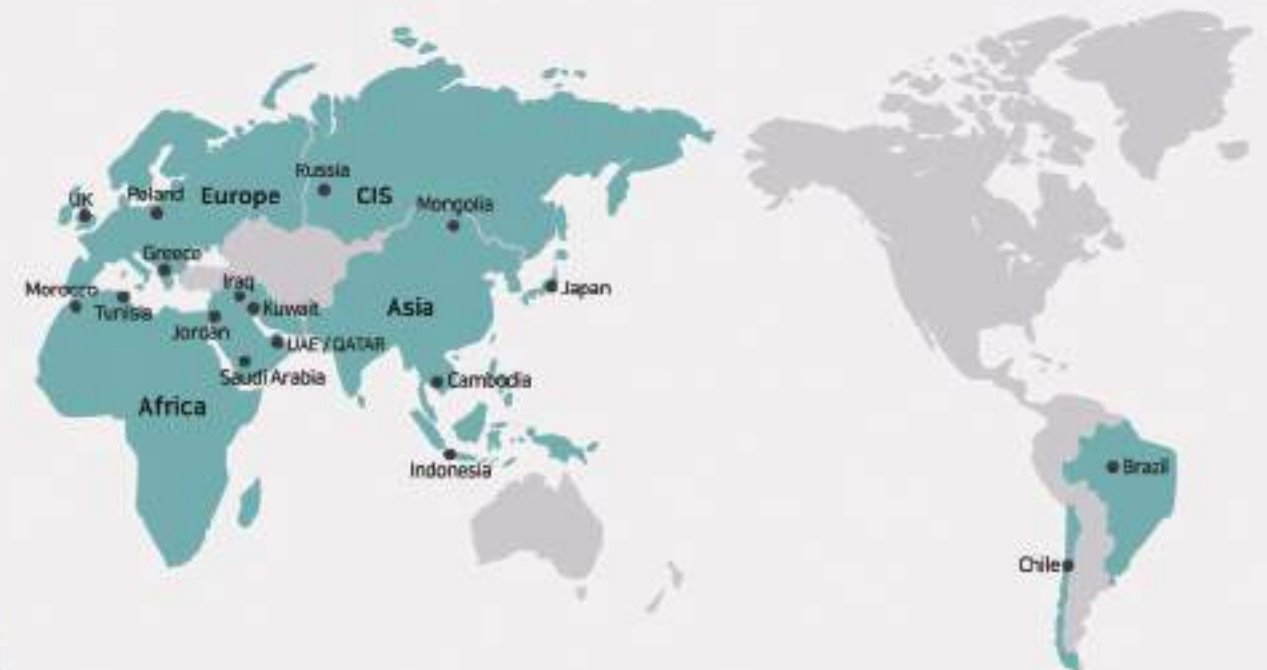 Russia
UK
Poland
Europe
CIS
Mongolia
Greece
Morocco
Iraq
Japan
Tunisia
Kuwait
Asia
Jordan
UAE / QATAR
Saudi Arabia
Cambodia
Africa
Indonesia
Brazil
Chile